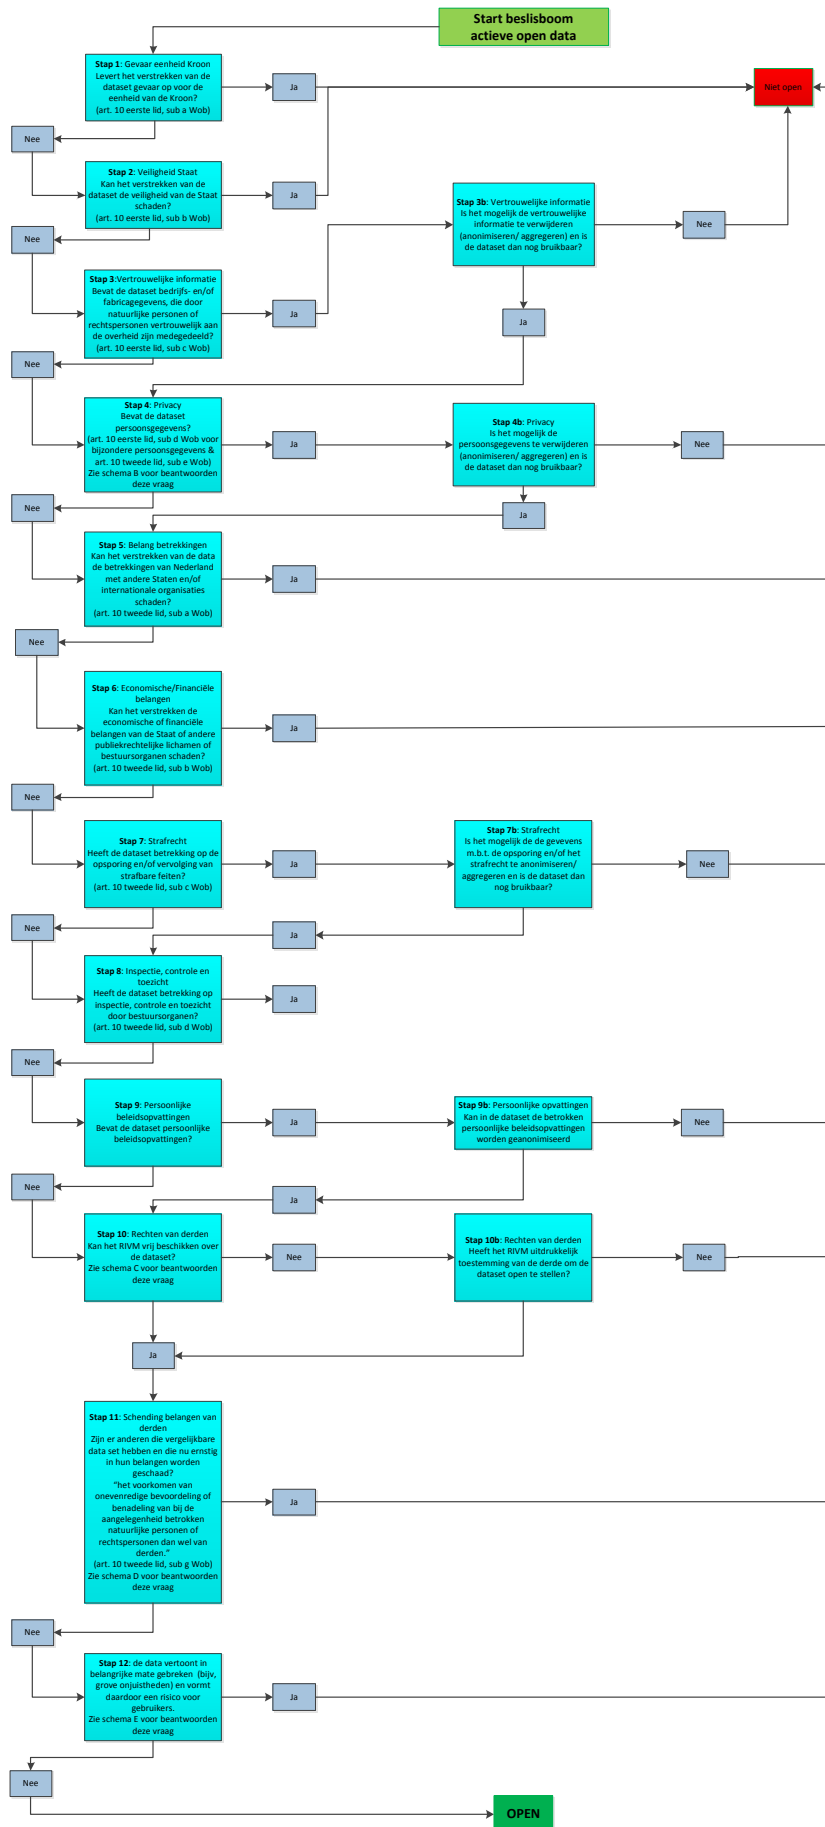 Start beslisboom
actieve open data
Stap 1: Gevaar eenheid Kroon
Levert het verstrekken van de
dataset gevaar op voor de
eenheid van de Kroon?
(art. 10 eerste lid, sub a Wob)
Ja
Niet open
Nee
Stap 2: Veiligheid Staat
Kan het verstrekken van de
dataset de veiligheid van de Staat
schaden?
(art. 10 eerste lid, sub b Wob)
Ja
Stap 3b: Vertrouwelijke informatie
Is het mogelijk de vertrouwelijke
informatie te verwijderen
(anonimiseren/ aggregeren) en is
de dataset dan nog bruikbaar?
Nee
Nee
Stap 3:Vertrouwelijke informatie
Bevat de dataset bedrijfs- en/of
fabricagegevens, die door
natuurlijke personen of
rechtspersonen vertrouwelijk aan
de overheid zijn medegedeeld?
(art. 10 eerste lid, sub c Wob)
Ja
Ja
Nee
Stap 4: Privacy
Bevat de dataset
persoonsgegevens?
(art. 10 eerste lid, sub d Wob voor
bijzondere persoonsgegevens &
art. 10 tweede lid, sub e Wob)
Zie schema B voor beantwoorden
deze vraag
Ja
Stap 4b: Privacy
Is het mogelijk de
persoonsgegevens te verwijderen
(anonimiseren/ aggregeren) en is
de dataset dan nog bruikbaar?
Nee
Nee
Ja
Stap 5: Belang betrekkingen
Kan het verstrekken van de data
de betrekkingen van Nederland
met andere Staten en/of
internationale organisaties
schaden?
(art. 10 tweede lid, sub a Wob)
Ja
Nee
Stap 6: Economische/Financiële
belangen
Kan het verstrekken de
economische of financiële
belangen van de Staat of andere
publiekrechtelijke lichamen of
bestuursorganen schaden?
(art. 10 tweede lid, sub b Wob)
Ja
Nee
Stap 7: Strafrecht
Heeft de dataset betrekking op de
opsporing en/of vervolging van
strafbare feiten?
(art. 10 tweede lid, sub c Wob)
Ja
Stap 7b: Strafrecht
Is het mogelijk de de gevevens
m.b.t. de opsporing en/of het
strafrecht te anonimiseren/
aggregeren en is de dataset dan
nog bruikbaar?
Nee
Nee
Ja
Stap 8: Inspectie, controle en
toezicht
Heeft de dataset betrekking op
inspectie, controle en toezicht
door bestuursorganen?
(art. 10 tweede lid, sub d Wob)
Ja
Nee
Stap 9: Persoonlijke
beleidsopvattingen
Bevat de dataset persoonlijke
beleidsopvattingen?
Ja
Stap 9b: Persoonlijke opvattingen
Kan in de dataset de betrokken
persoonlijke beleidsopvattingen
worden geanonimiseerd
Nee
Nee
Ja
Stap 10: Rechten van derden
Kan het RIVM vrij beschikken over
de dataset?
Zie schema C voor beantwoorden
deze vraag
Nee
Stap 10b: Rechten van derden
Heeft het RIVM uitdrukkelijk
toestemming van de derde om de
dataset open te stellen?
Nee
Ja
Stap 11: Schending belangen van
derden
Zijn er anderen die vergelijkbare
data set hebben en die nu ernstig
in hun belangen worden
geschaad?
"het voorkomen van
onevenredige bevoordeling of
benadeling van bij de
aangelegenheid betrokken
natuurlijke personen of
rechtspersonen dan wel van
derden."
(art. 10 tweede lid, sub g Wob)
Zie schema D voor beantwoorden
deze vraag
Ja
Nee
Stap 12: de data vertoont in
belangrijke mate gebreken (bijv,
grove onjuistheden) en vormt
daardoor een risico voor
gebruikers.
Zie schema E voor beantwoorden
deze vraag
Ja
Nee
OPEN